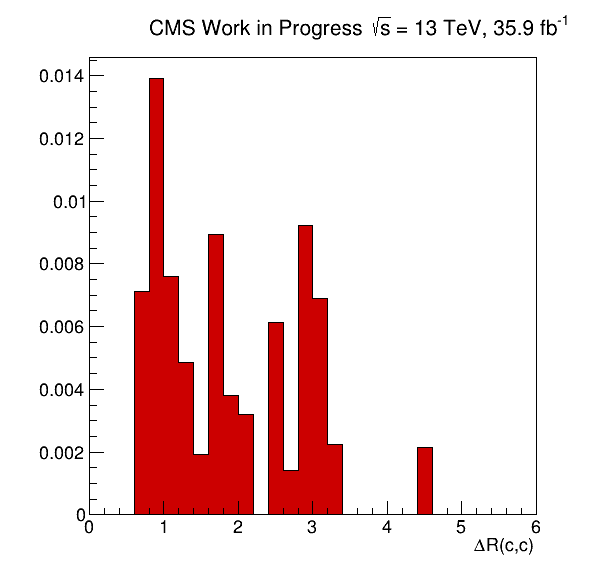 CMS Work in Progress √s = 13 TeV, 35.9 fb⁻¹
0.014
0.012
0.01
0.008
0.006
0.004
0.002
0
0 1 2 3 4 5 6
ΔR(c,c)